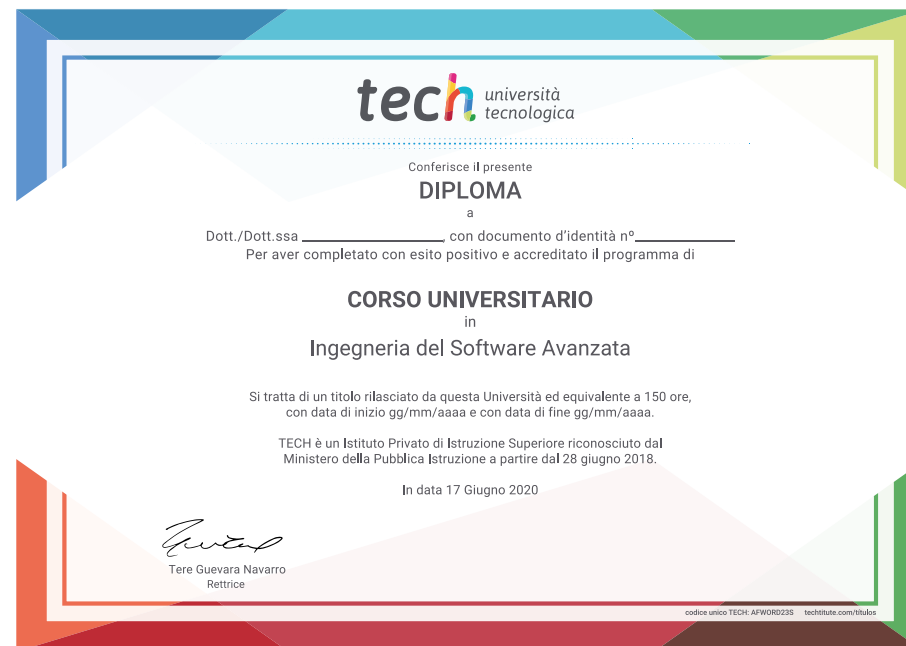 tech università
tecnologica
Conferisce il presente
DIPLOMA
a
Dott./Dott.ssa ____________, con documento d'identità nº____________
Per aver completato con esito positivo e accreditato il programma di
CORSO UNIVERSITARIO
in
Ingegneria del Software Avanzata
Si tratta di un titolo rilasciato da questa Università ed equivalente a 150 ore,
con data di inizio gg/mm/aaaa e con data di fine gg/mm/aaaa.
TECH è un Istituto Privato di Istruzione Superiore riconosciuto dal
Ministero della Pubblica Istruzione a partire dal 28 giugno 2018.
In data 17 Giugno 2020
Tere Guevara Navarro
Rettrice
codice unico TECH: AFWORD23S techtitute.com/títulos